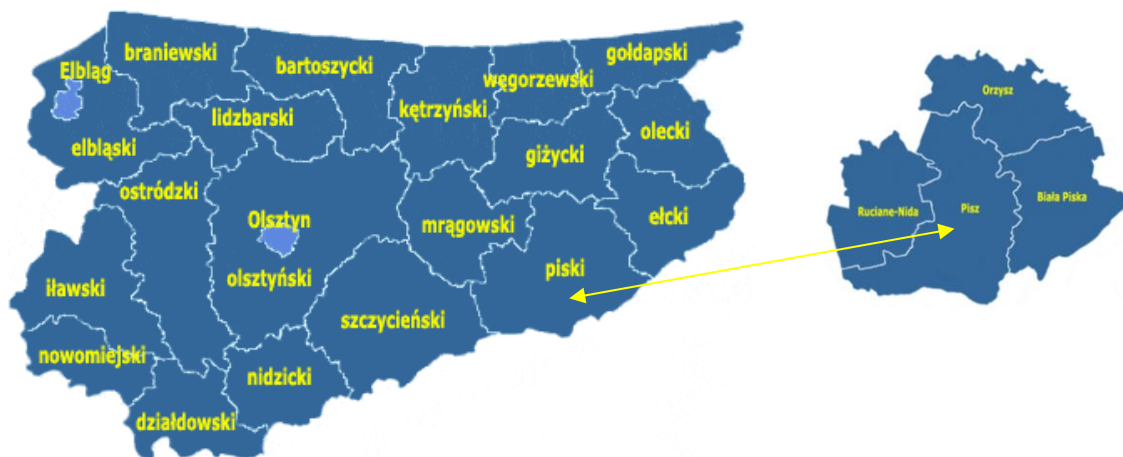 braniewski
bartoszycki
gołdapski
Elbląg
węgorzewski
kętrzyński
lidzbarski
olecki
elbląski
giżycki
ostródzki
Olsztyn
mrągowski
ełcki
piski
olsztyński
iławski
szczycieński
nowomiejski
nidzicki
działdowski
Orzysz
Ruciane-Nida
Pisz
Biała Piska